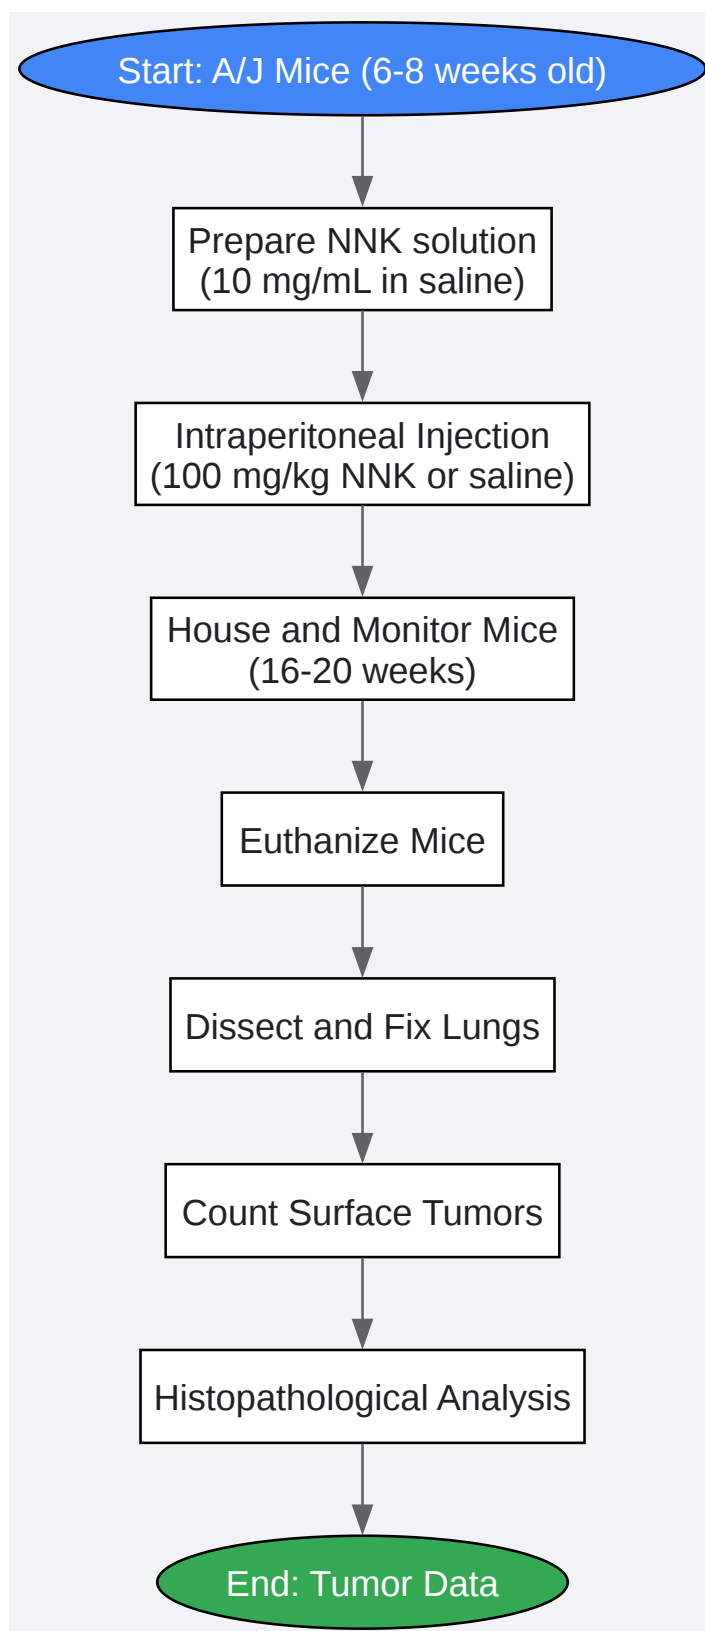 Start: A/J Mice (6-8 weeks old)
Prepare NNK solution
(10 mg/mL in saline)
Intraperitoneal Injection
(100 mg/kg NNK or saline)
House and Monitor Mice
(16-20 weeks)
Euthanize Mice
Dissect and Fix Lungs
Count Surface Tumors
Histopathological Analysis
End: Tumor Data